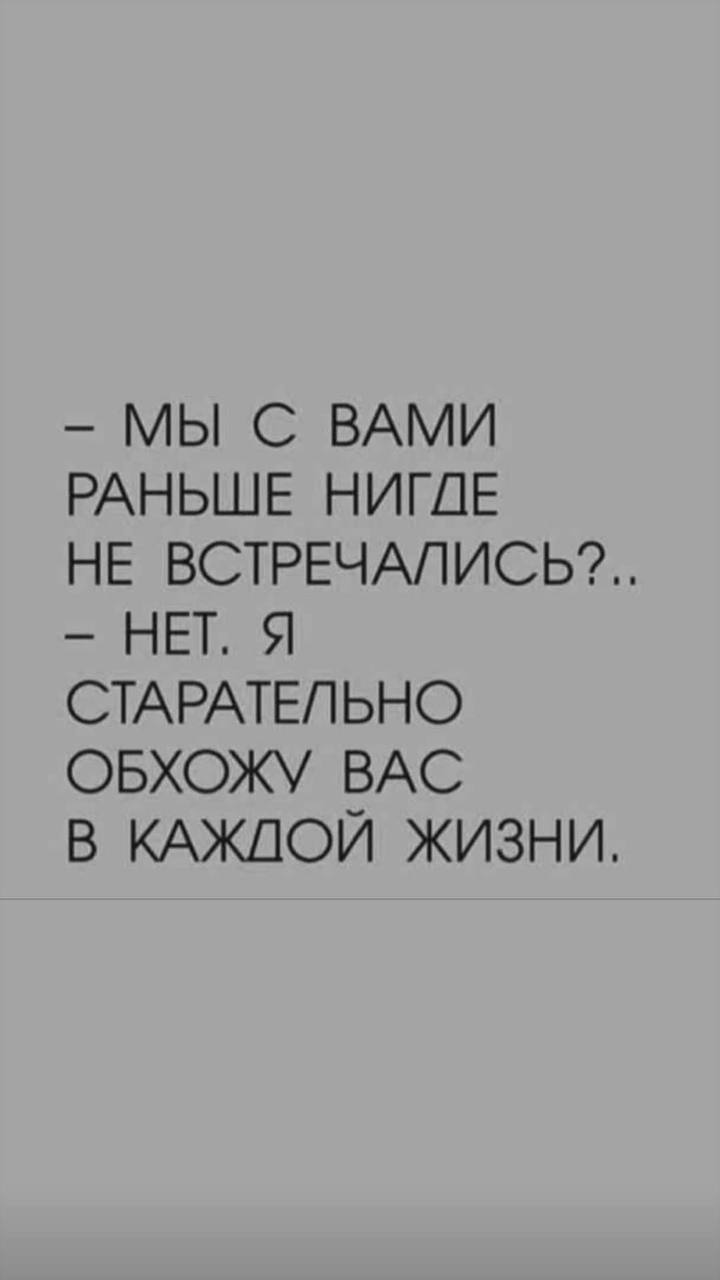 – МЫ С ВАМИ
РАНЬШЕ НИГДЕ
НЕ ВСТРЕЧАЛИСЬ?..
– НЕТ. Я
СТАРАТЕЛЬНО
ОБХОЖУ ВАС
В КАЖДОЙ ЖИЗНИ.